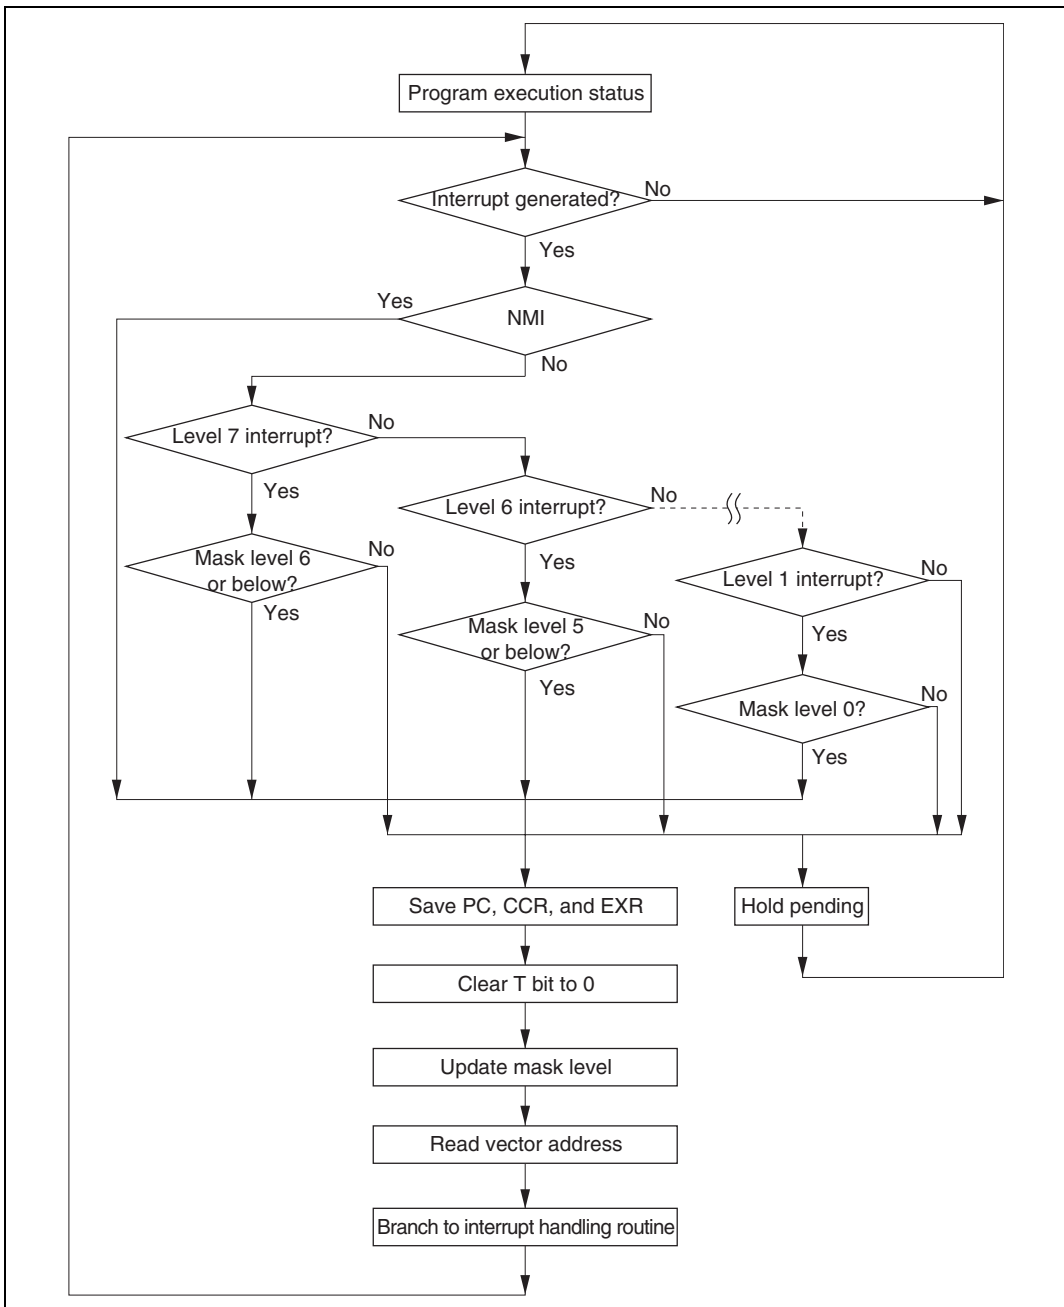 Program execution status
Interrupt generated?
No
Yes
Yes
NMI
No
Level 7 interrupt?
No
Yes
Level 6 interrupt?
No
Yes
Mask level 6
or below?
No
Yes
Level 1 interrupt?
No
Yes
Mask level 5
or below?
No
Yes
Mask level 0?
No
Yes
Save PC, CCR, and EXR
Hold pending
Clear T bit to 0
Update mask level
Read vector address
Branch to interrupt handling routine